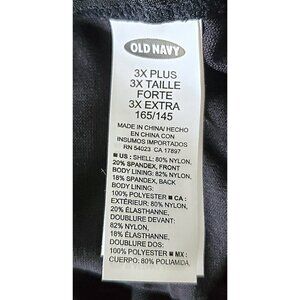 OLD NAVY
3X PLUS
3X TAILLE
FORTE
3X EXTRA
165/145
MADE IN CHINA/ HECHO
EN CHINA CON
INSUMOS IMPORTADOS
RN 54023 CA 17897
■ US : SHELL: 80% NYLON,
20% SPANDEX, FRONT
BODY LINING: 82% NYLON,
18% SPANDEX, BACK
BODY LINING:
100% POLYESTER ■ CA :
EXTÉRIEUR: 80% NYLON,
20% ÉLASTHANNE,
DOUBLURE DEVANT:
82% NYLON,
18% ÉLASTHANNE,
DOUBLURE DOS:
100% POLYESTER ■ MX :
CUERPO: 80% POLIAMIDA,